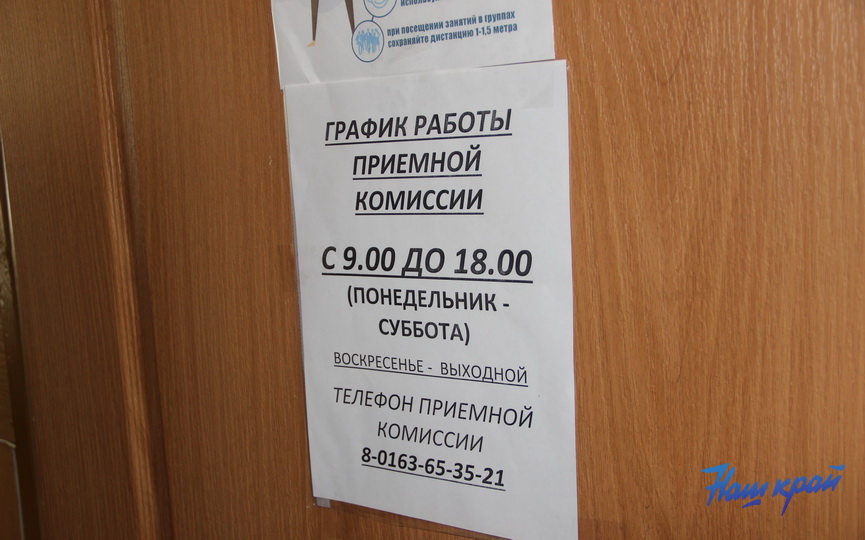 при посещении занятий в группах
сохраняйте дистанцию 1-1,5 метра
ГРАФИК РАБОТЫ
ПРИЕМНОЙ
КОМИССИИ
С 9.00 ДО 18.00
(ПОНЕДЕЛЬНИК -
СУББОТА)
ВОСКРЕСЕНЬЕ - ВЫХОДНОЙ
ТЕЛЕФОН ПРИЕМНОЙ
КОМИССИИ
8-0163-65-35-21
Наш край